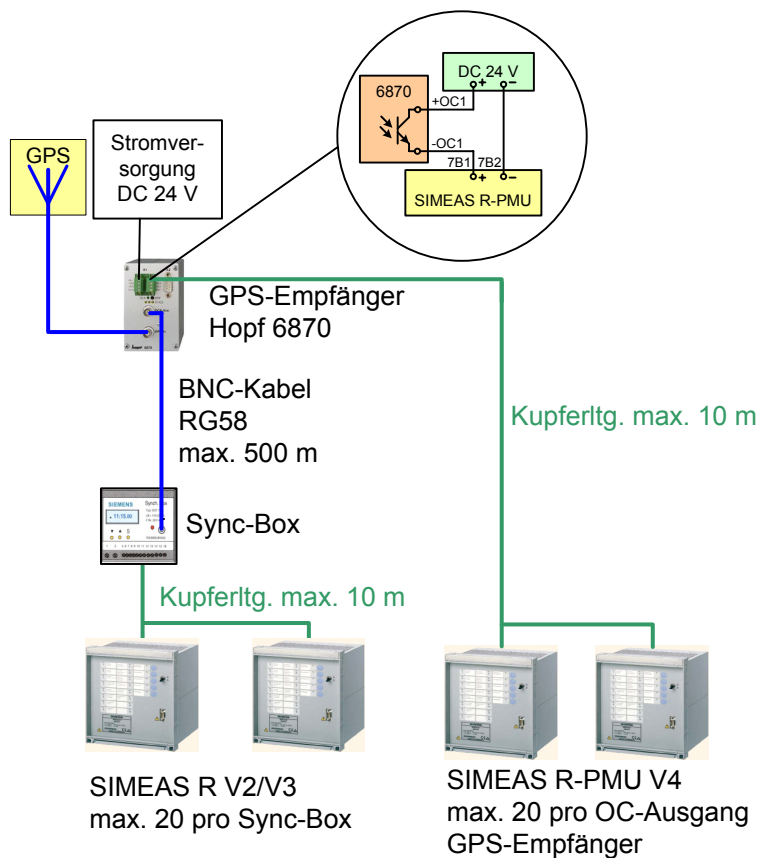 DC 24 V
+ -
6870
+OC1
-OC1
7B1 7B2
+ -
SIMEAS R-PMU
GPS
Stromver-
sorgung
DC 24 V
GPS-Empfänger
Hopf 6870
BNC-Kabel
RG58
max. 500 m
Kupferltg. max. 10 m
SIEMENS
Sync-Box
Kupferltg. max. 10 m
SIMEAS R V2/V3
max. 20 pro Sync-Box
SIMEAS R-PMU V4
max. 20 pro OC-Ausgang
GPS-Empfänger